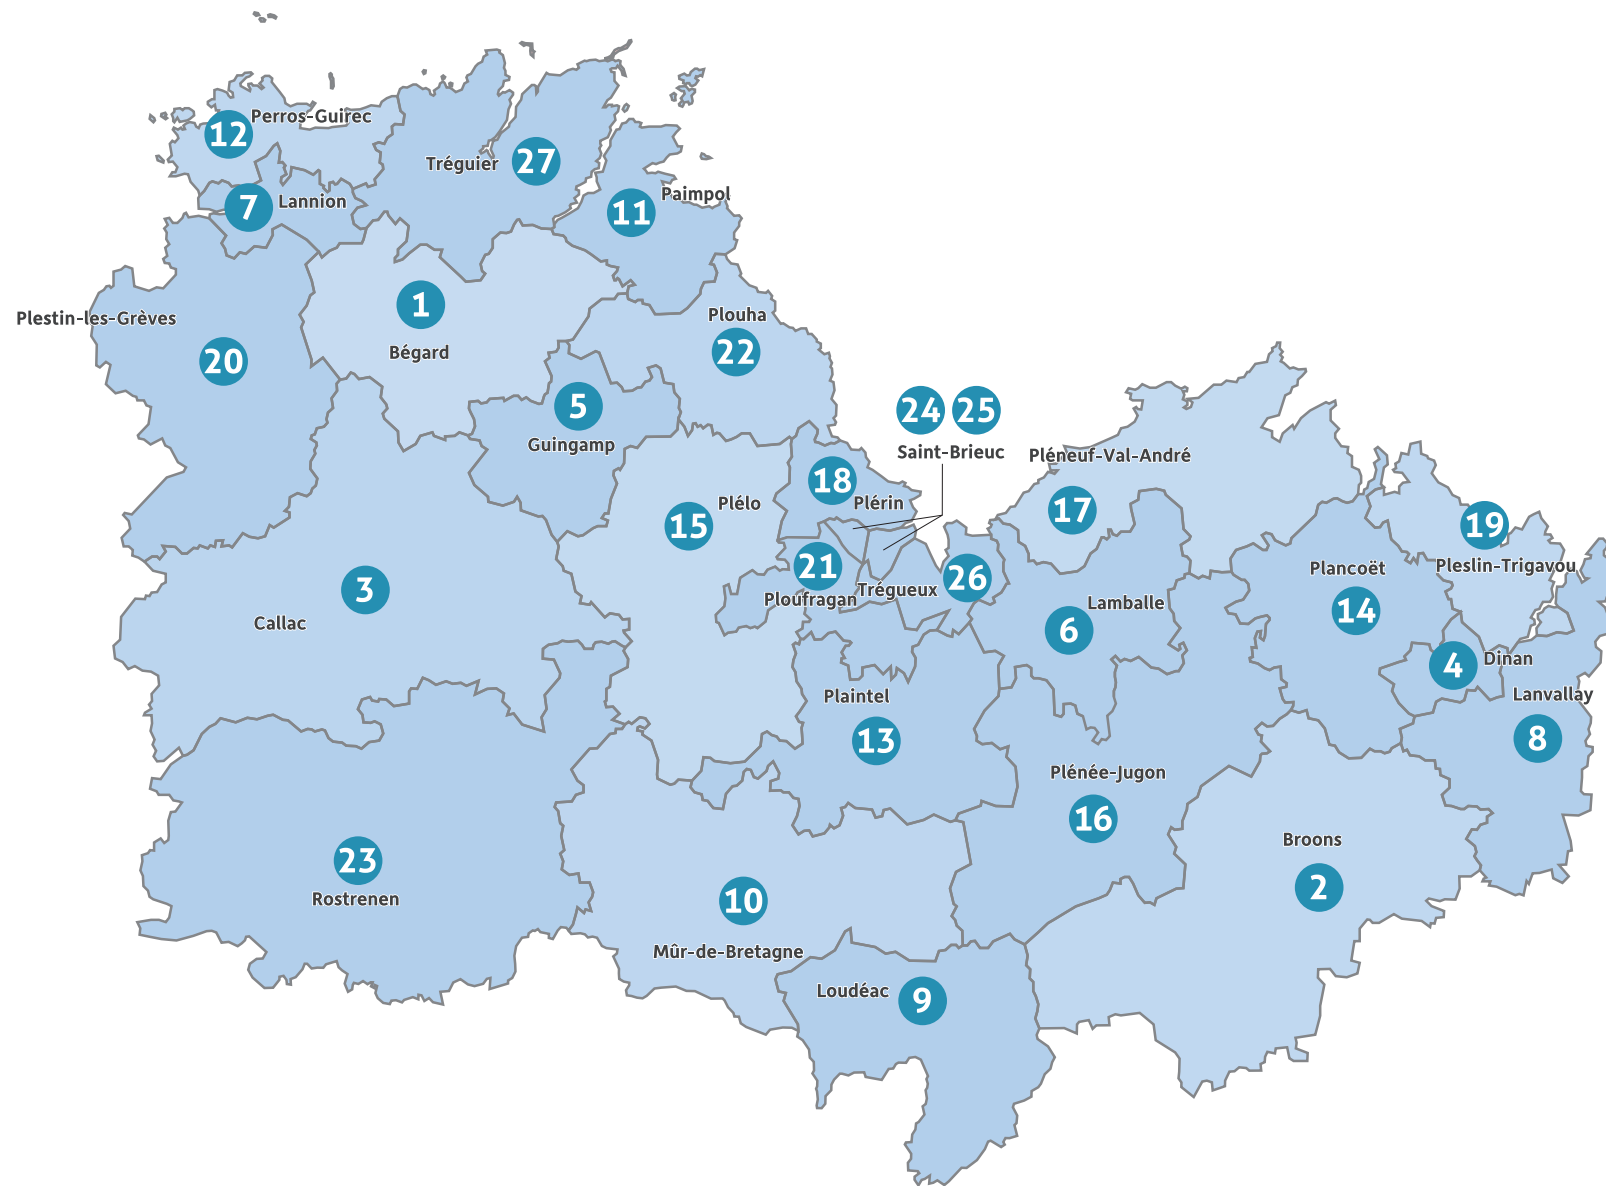 Perros-Guirec
12
Tréguier
27
Paimpol
11
7
Lannion
Plestin-les-Grèves
20
1
Bégard
Plouha
22
5
Guingamp
24 25
Saint-Brieuc
Pléneuf-Val-André
17
18
Plérin
Plélo
15
19
Pleslin-Trigavou
21
Ploufragan
Trégueux
26
Plancoët
14
3
Callac
Lamballe
6
4
Dinan
Lanvallay
8
Plaintel
13
Plénée-Jugon
16
Broons
2
23
Rostrenen
10
Mûr-de-Bretagne
Loudéac
9